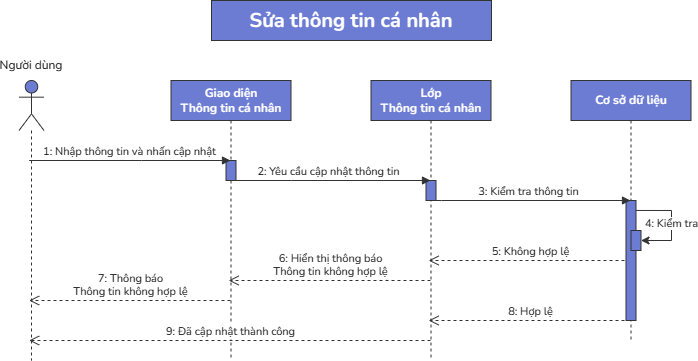 Sửa thông tin cá nhân
Người dùng
Giao diện
Thông tin cá nhân
Lớp
Thông tin cá nhân
Cơ sở dữ liệu
1: Nhập thông tin và nhấn cập nhật
2: Yêu cầu cập nhật thông tin
3: Kiểm tra thông tin
4: Kiểm tra
5: Không hợp lệ
6: Hiển thị thông báo
Thông tin không hợp lệ
7: Thông báo
Thông tin không hợp lệ
8: Hợp lệ
9: Đã cập nhật thành công